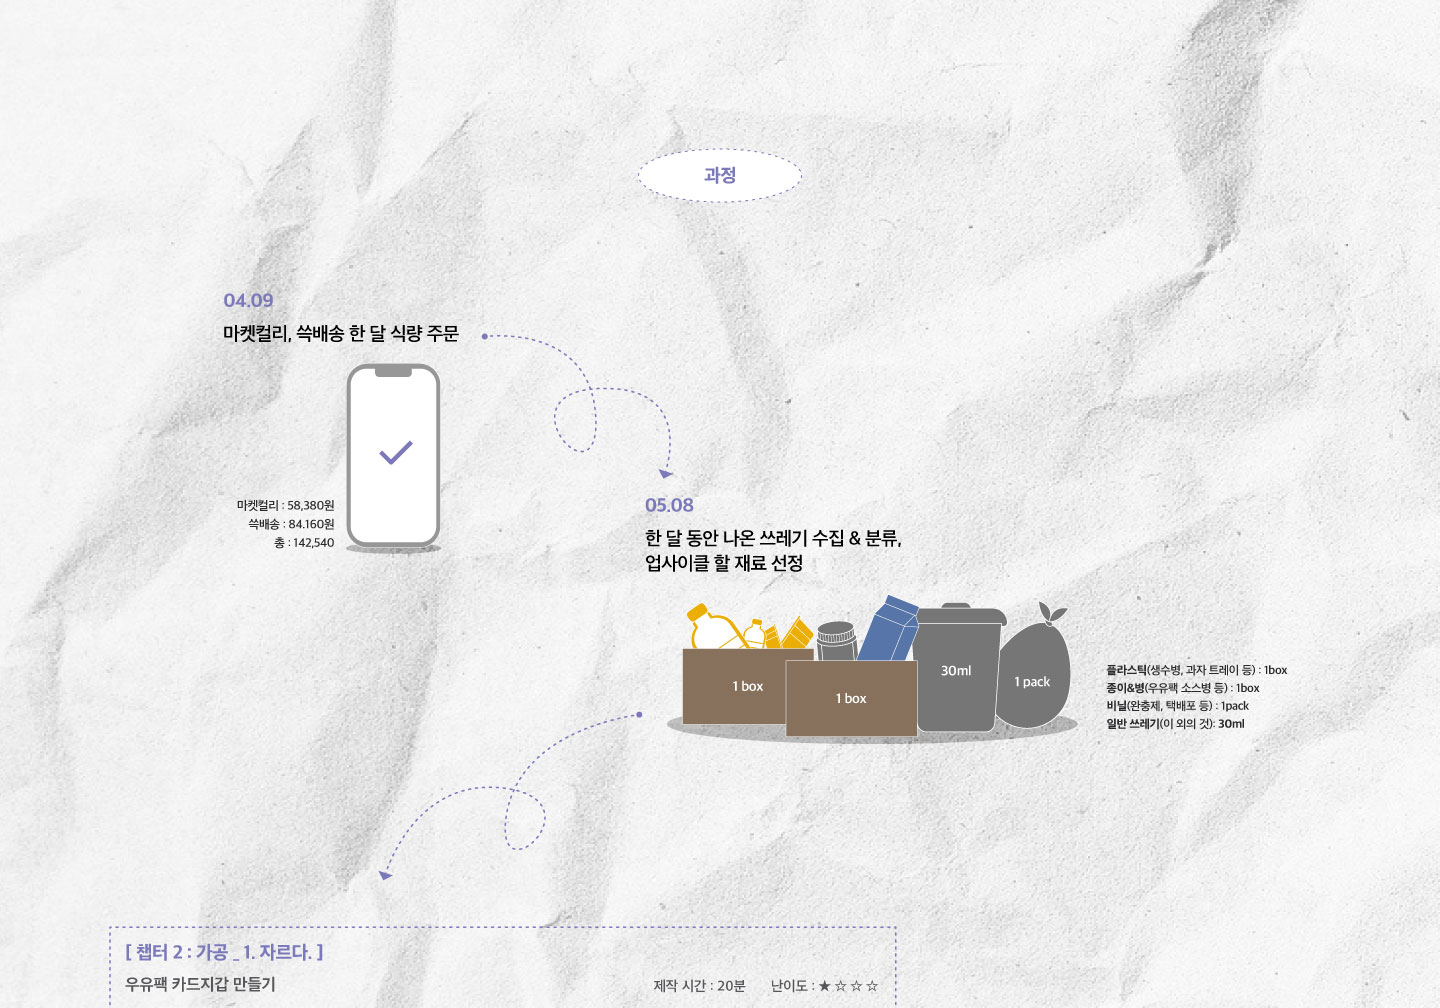 과정
04.09
마켓컬리, 쓱배송 한 달 식량 주문
마켓컬리 : 58,380원
쓱배송 : 84.160원
총 : 142,540
05.08
한 달 동안 나온 쓰레기 수집 & 분류,
업사이클 할 재료 선정
1 box
1 box
30ml
1 pack
플라스틱(생수병, 과자 트레이 등) : 1box
종이&병(우유팩 소스병 등) : 1box
비닐(완충제, 택배포 등) : 1pack
일반 쓰레기(이 외의 것): 30ml
[ 챕터 2 : 가공 _ 1. 자르다. ]
우유팩 카드지갑 만들기
제작 시간 : 20분 난이도 : ★ ☆ ☆ ☆